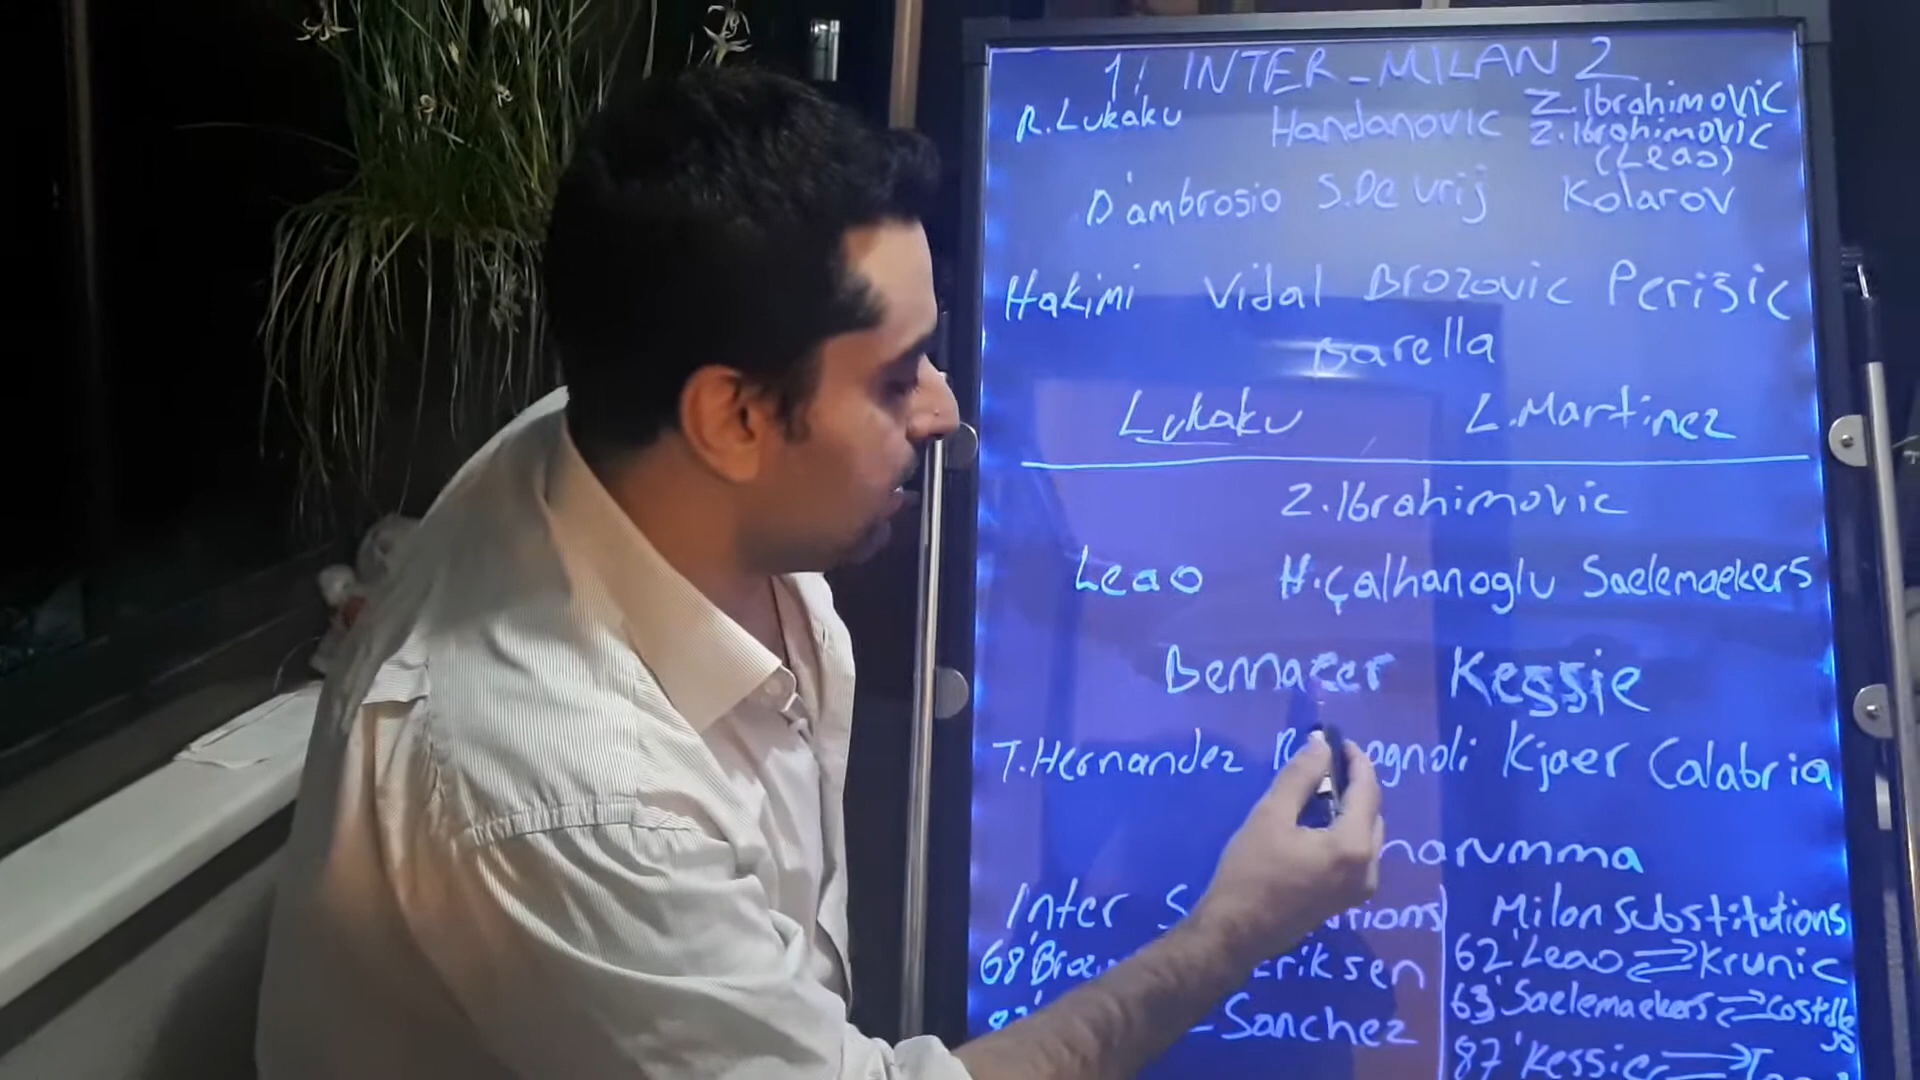 1! INTER-MILAN 2
R.Lukaku Handanovic Z.Ibrahimovic
Z.Ibrahimovic
(Leao)
D'ambrosio S.De vrij Kolarov
Hakimi Vidal Brozovic Perisic
Barella
Lukaku L.Martinez
Z.Ibrahimovic
Leao H.Çalhanoglu Saelemaekers
Bennacer Kessie
T.Hernandez Kjaer Calabria
Inter Milan Substitutions
62' Leao Krunic
63' Saelemaekers
Sanchez
87' Kessie